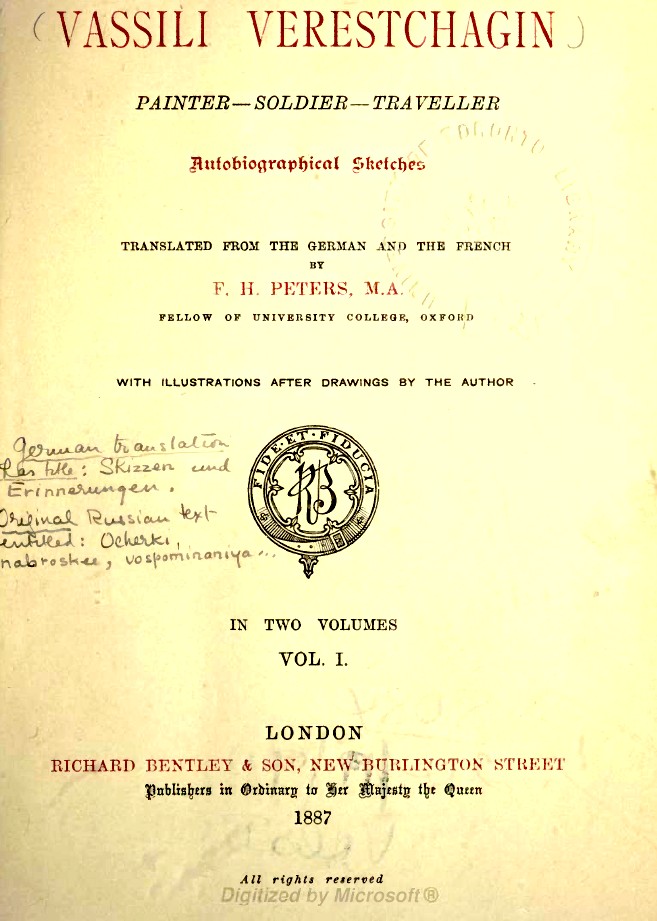 (VASSILI VERESTCHAGIN)
PAINTER—SOLDIER—TRAVELLER
Autobiographical Sketches
TRANSLATED FROM THE GERMAN AND THE FRENCH
BY
F. H. PETERS, M.A.
FELLOW OF UNIVERSITY COLLEGE, OXFORD
WITH ILLUSTRATIONS AFTER DRAWINGS BY THE AUTHOR
German translation
has title: Skizzen und
Erinnerungen.
Original Russian text
entitled: Ocherki,
nabroskee, vospominaniya...
FIDE·ET·FIDUCIA
RB
IN TWO VOLUMES
VOL. I.
LONDON
RICHARD BENTLEY & SON, NEW BURLINGTON STREET
Publishers in Ordinary to Her Majesty the Queen
1887
All rights reserved
Digitized by Microsoft®